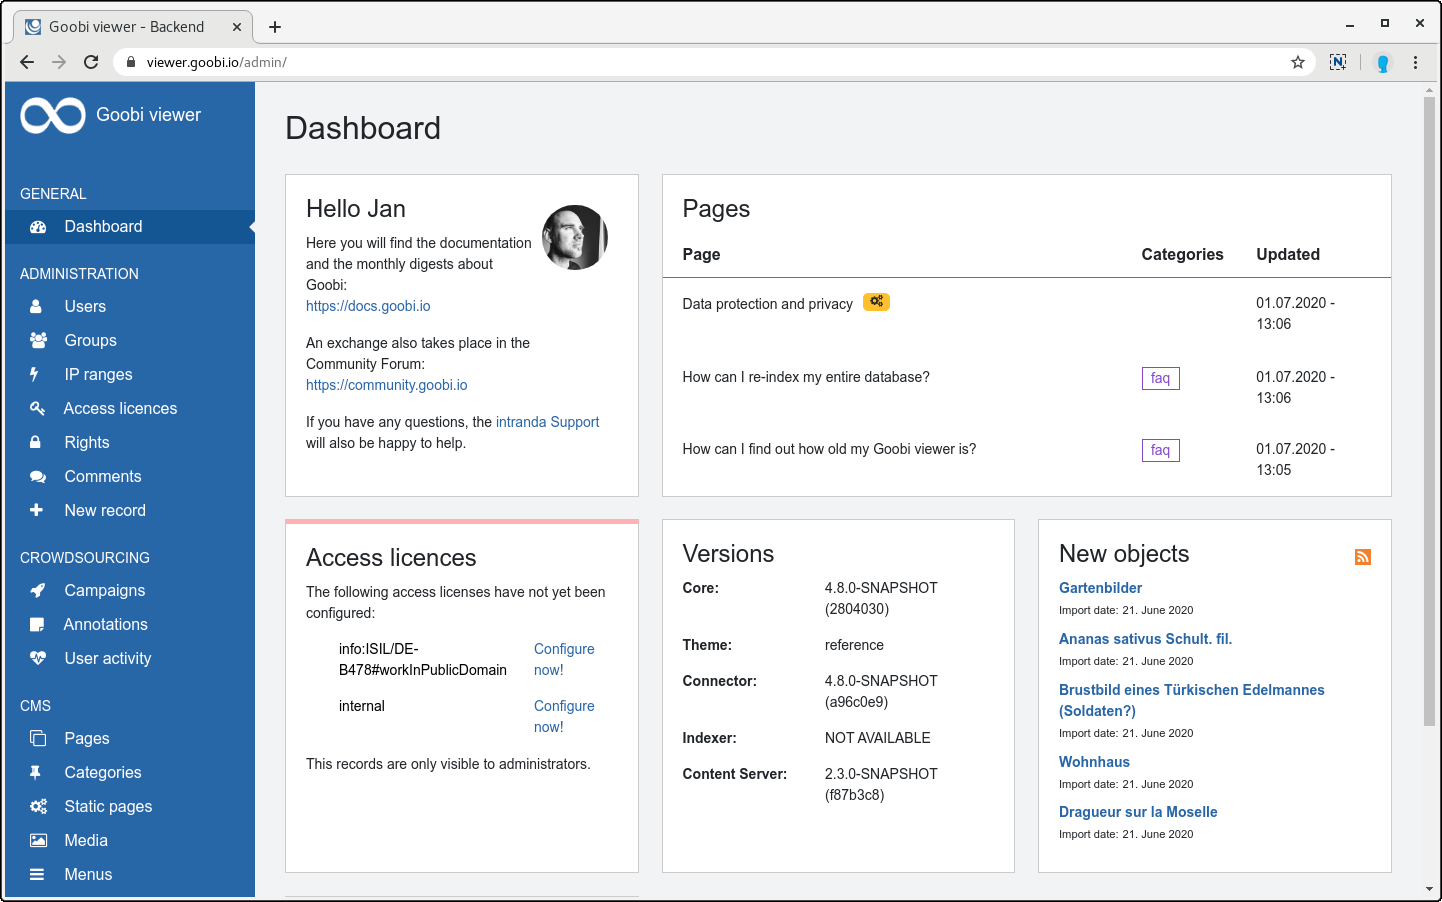 Goobi viewer - Backend
viewer.goobi.io/admin/
Goobi viewer
GENERAL
Dashboard
ADMINISTRATION
Users
Groups
IP ranges
Access licences
Rights
Comments
New record
CROWDSOURCING
Campaigns
Annotations
User activity
CMS
Pages
Categories
Static pages
Media
Menus
Dashboard
Hello Jan
Here you will find the documentation
and the monthly digests about
Goobi:
https://docs.goobi.io
An exchange also takes place in the
Community Forum:
https://community.goobi.io
If you have any questions, the intranda Support
will also be happy to help.
Pages
Page Categories Updated
Data protection and privacy 01.07.2020 -
13:06
How can I re-index my entire database? faq 01.07.2020 -
13:06
How can I find out how old my Goobi viewer is? faq 01.07.2020 -
13:05
Access licences
The following access licenses have not yet been
configured:
info:ISIL/DE- Configure
B478#workInPublicDomain now!
internal Configure
now!
This records are only visible to administrators.
Versions
Core: 4.8.0-SNAPSHOT
(2804030)
Theme: reference
Connector: 4.8.0-SNAPSHOT
(a96c0e9)
Indexer: NOT AVAILABLE
Content Server: 2.3.0-SNAPSHOT
(f87b3c8)
New objects
Gartenbilder
Import date: 21. June 2020
Ananas sativus Schult. fil.
Import date: 21. June 2020
Brustbild eines Türkischen Edelmannes
(Soldaten?)
Import date: 21. June 2020
Wohnhaus
Import date: 21. June 2020
Dragueur sur la Moselle
Import date: 21. June 2020